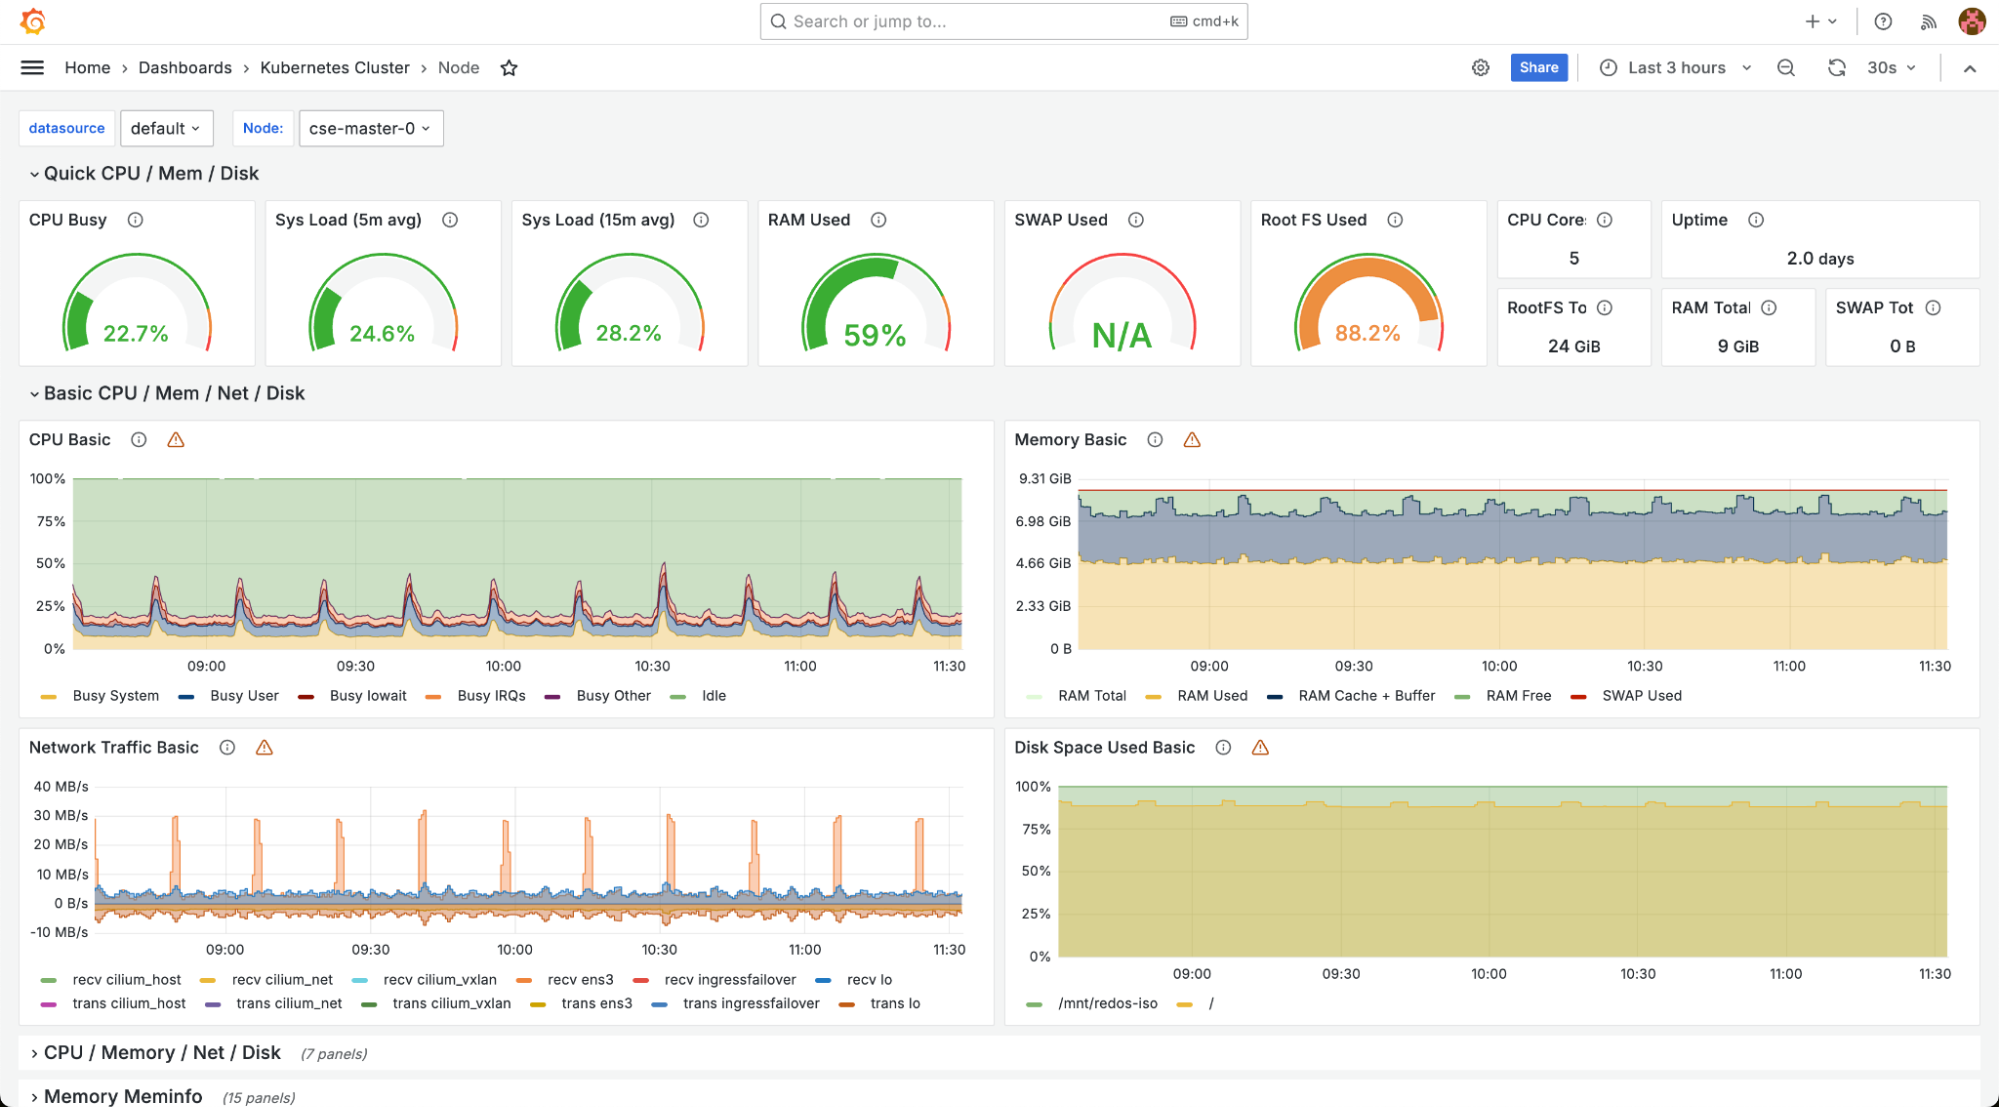 Search or jump to...
cmd+k
Home › Dashboards › Kubernetes Cluster › Node
Share
Last 3 hours
30s
datasource default Node: cse-master-0
Quick CPU / Mem / Disk
CPU Busy
22.7%
Sys Load (5m avg)
24.6%
Sys Load (15m avg)
28.2%
RAM Used
59%
SWAP Used
N/A
Root FS Used
88.2%
CPU Core
5
Uptime
2.0 days
RootFS To
24 GiB
RAM Total
9 GiB
SWAP Tot
0 B
Basic CPU / Mem / Net / Disk
CPU Basic
100%
75%
50%
25%
0%
09:00 09:30 10:00 10:30 11:00 11:30
Busy System Busy User Busy Iowait Busy IRQs Busy Other Idle
Memory Basic
9.31 GiB
6.98 GiB
4.66 GiB
2.33 GiB
0 B
09:00 09:30 10:00 10:30 11:00 11:30
RAM Total RAM Used RAM Cache + Buffer RAM Free SWAP Used
Network Traffic Basic
40 MB/s
30 MB/s
20 MB/s
10 MB/s
0 B/s
-10 MB/s
09:00 09:30 10:00 10:30 11:00 11:30
recv cilium_host recv cilium_net recv cilium_vxlan recv ens3 recv ingressfailover recv lo
trans cilium_host trans cilium_net trans cilium_vxlan trans ens3 trans ingressfailover trans lo
Disk Space Used Basic
100%
75%
50%
25%
0%
09:00 09:30 10:00 10:30 11:00 11:30
/mnt/redos-iso /
CPU / Memory / Net / Disk (7 panels)
Memory Meminfo (15 panels)